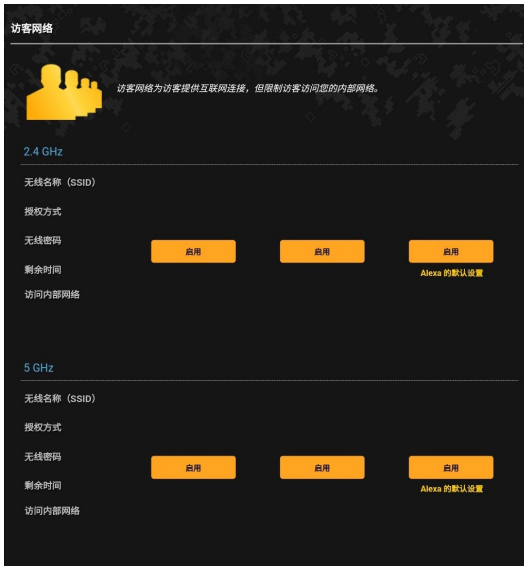 访客网络
访客网络为访客提供互联网连接，但限制访客访问您的内部网络。
2.4 GHz
无线名称（SSID）
授权方式
无线密码
启用 启用 启用
剩余时间
Alexa 的默认设置
访问内部网络
5 GHz
无线名称（SSID）
授权方式
无线密码
启用 启用 启用
剩余时间
Alexa 的默认设置
访问内部网络